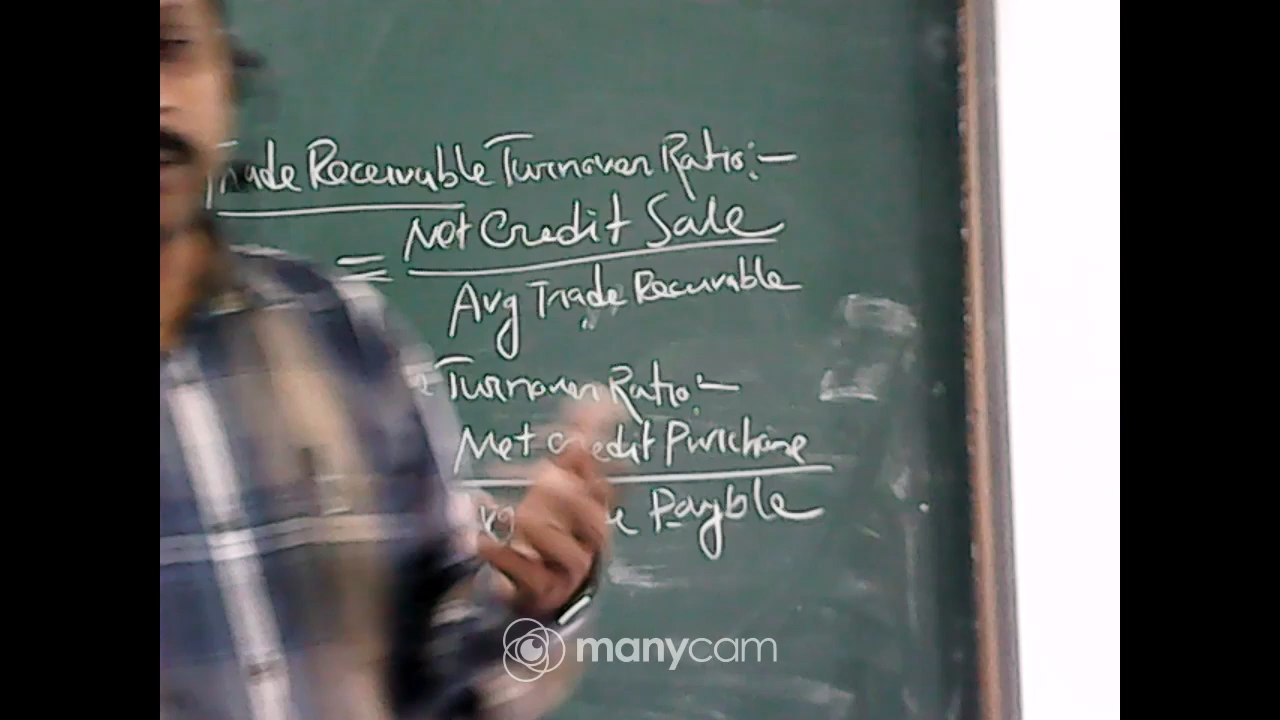 Trade Receivable Turnover Ratio:-
= Net Credit Sale
Avg Trade Receivable
Turnover Ratio:-
Net Credit Purchase
Payble
manycam